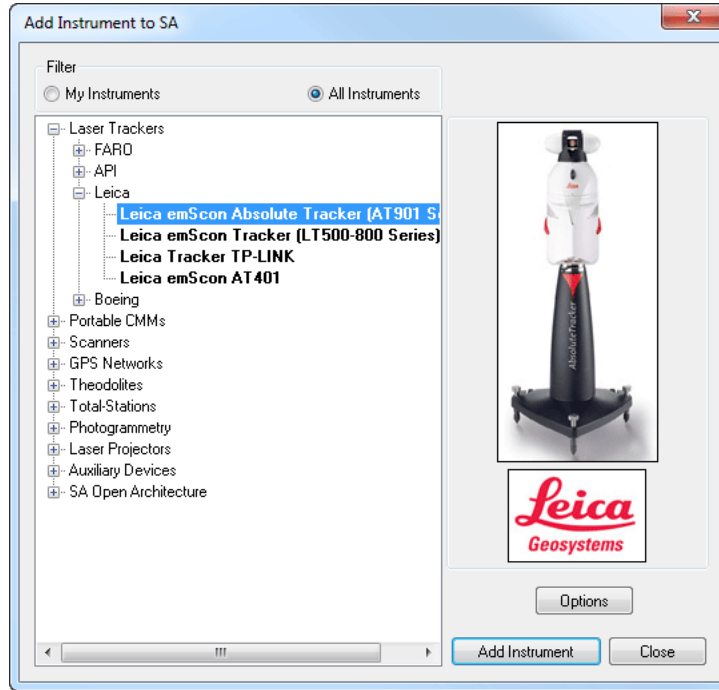 Add Instrument to SA
Filter
My Instruments
All Instruments
Laser Trackers
FARO
API
Leica
Leica emScon Absolute Tracker (AT901 S
Leica emScon Tracker (LT500-800 Series)
Leica Tracker TP-LINK
Leica emScon AT401
Boeing
Portable CMMs
Scanners
GPS Networks
Theodolites
Total-Stations
Photogrammetry
Laser Projectors
Auxiliary Devices
SA Open Architecture
Leica
AbsoluteTracker
Leica
Geosystems
Options
Add Instrument
Close